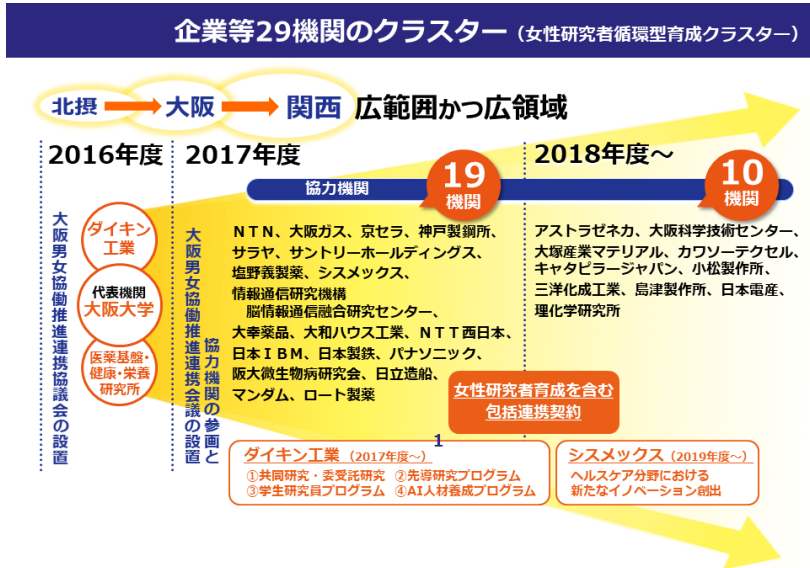 企業等29機関のクラスター（女性研究者循環型育成クラスター）
北摂
大阪
関西
広範囲かつ広領域
2016年度
2017年度
2018年度～
協力機関
19
機関
10
機関
大阪男女協働推進連携協議会の設置
ダイキン
工業
代表機関
大阪大学
医薬基盤・
健康・栄養
研究所
協力機関の参画と
大阪男女協働推進連携会議の設置
ＮＴＮ、大阪ガス、京セラ、神戸製鋼所、
サラヤ、サントリーホールディングス、
塩野義製薬、シスメックス、
情報通信研究機構
脳情報通信融合研究センター、
大幸薬品、大和ハウス工業、ＮＴＴ西日本、
日本ＩＢＭ、日本製鉄、パナソニック、
阪大微生物病研究会、日立造船、
マンダム、ロート製薬
アストラゼネカ、大阪科学技術センター、
大塚産業マテリアル、カワソーテクセル、
キャタピラージャパン、小松製作所、
三洋化成工業、島津製作所、日本電産、
理化学研究所
女性研究者育成を含む
包括連携契約
1
ダイキン工業（2017年度～）
①共同研究・委受託研究 ②先導研究プログラム
③学生研究員プログラム ④AI人材養成プログラム
シスメックス（2019年度～）
ヘルスケア分野における
新たなイノベーション創出